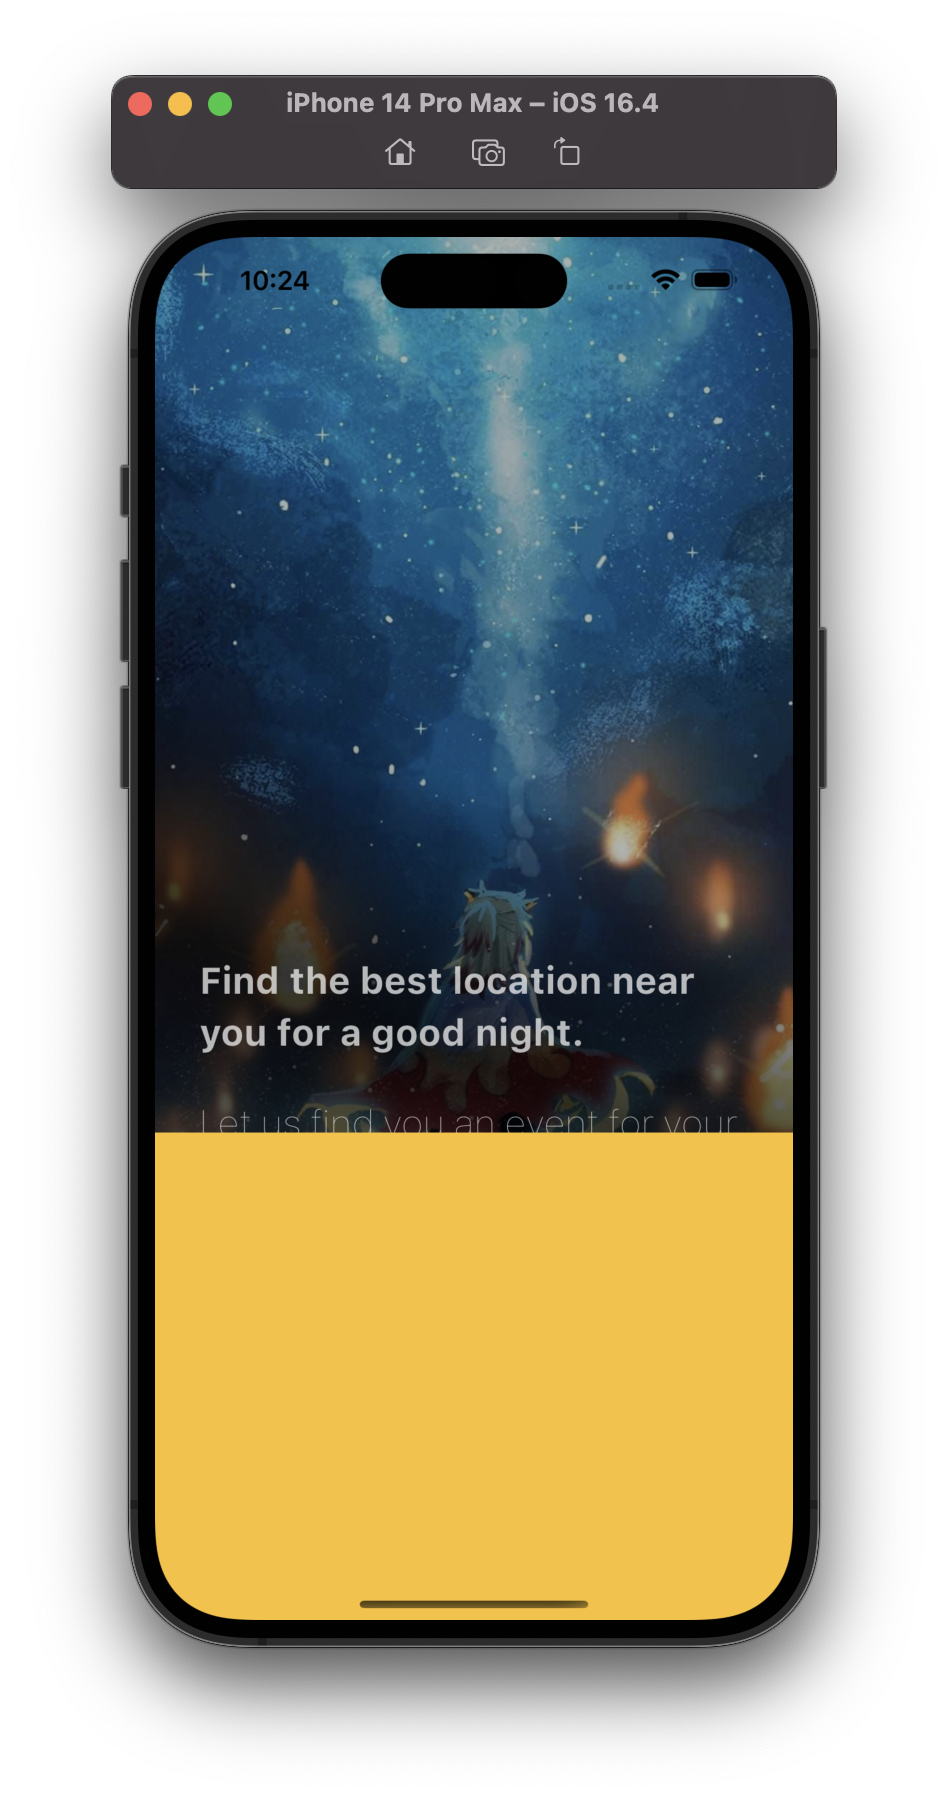 iPhone 14 Pro Max – iOS 16.4
10:24
Find the best location near
you for a good night.
Let us find you an event for your